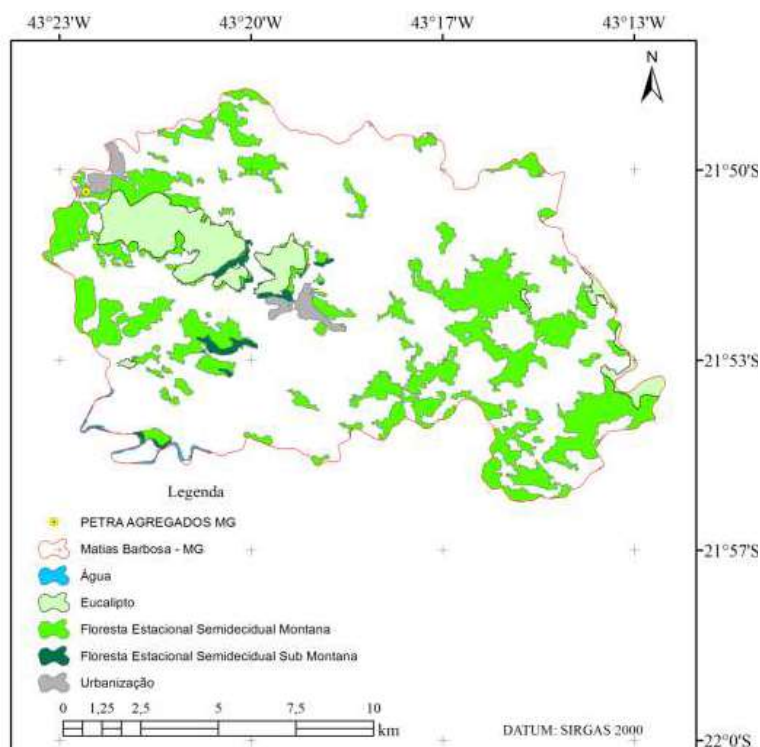 43°23'W 43°20'W 43°17'W 43°13'W
N
21°50'S
21°53'S
Legenda
PETRA AGREGADOS MG
Matias Barbosa - MG
21°57'S
Água
Eucalipto
Floresta Estacional Semidecidual Montana
Floresta Estacional Semidecidual Sub Montana
Urbanização
0 1,25 2,5 5 7,5 10
km
DATUM: SIRGAS 2000
22°0'S